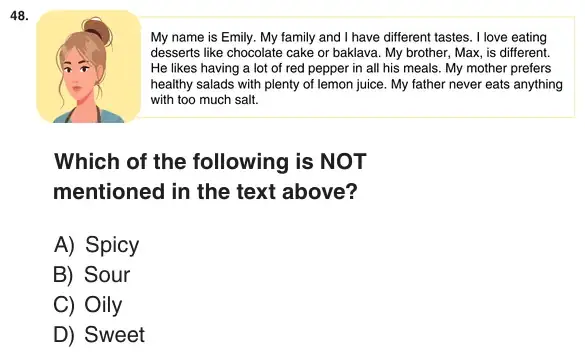 48.
My name is Emily. My family and I have different tastes. I love eating
desserts like chocolate cake or baklava. My brother, Max, is different.
He likes having a lot of red pepper in all his meals. My mother prefers
healthy salads with plenty of lemon juice. My father never eats anything
with too much salt.
Which of the following is NOT
mentioned in the text above?
A) Spicy
B) Sour
C) Oily
D) Sweet